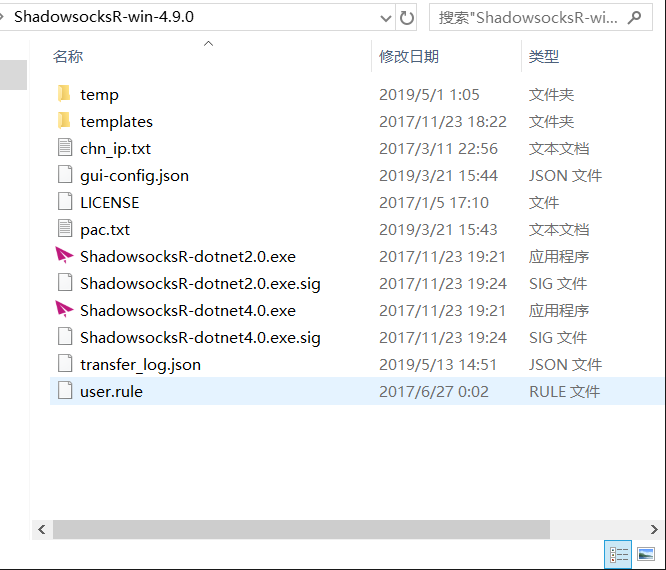 ShadowsocksR-win-4.9.0 搜索"ShadowsocksR-wi...
名称 修改日期 类型
temp 2019/5/1 1:05 文件夹
templates 2017/11/23 18:22 文件夹
chn_ip.txt 2017/3/11 22:56 文本文档
gui-config.json 2019/3/21 15:44 JSON 文件
LICENSE 2017/1/5 17:10 文件
pac.txt 2019/3/21 15:43 文本文档
ShadowsocksR-dotnet2.0.exe 2017/11/23 19:21 应用程序
ShadowsocksR-dotnet2.0.exe.sig 2017/11/23 19:24 SIG 文件
ShadowsocksR-dotnet4.0.exe 2017/11/23 19:21 应用程序
ShadowsocksR-dotnet4.0.exe.sig 2017/11/23 19:24 SIG 文件
transfer_log.json 2019/5/13 14:51 JSON 文件
user.rule 2017/6/27 0:02 RULE 文件